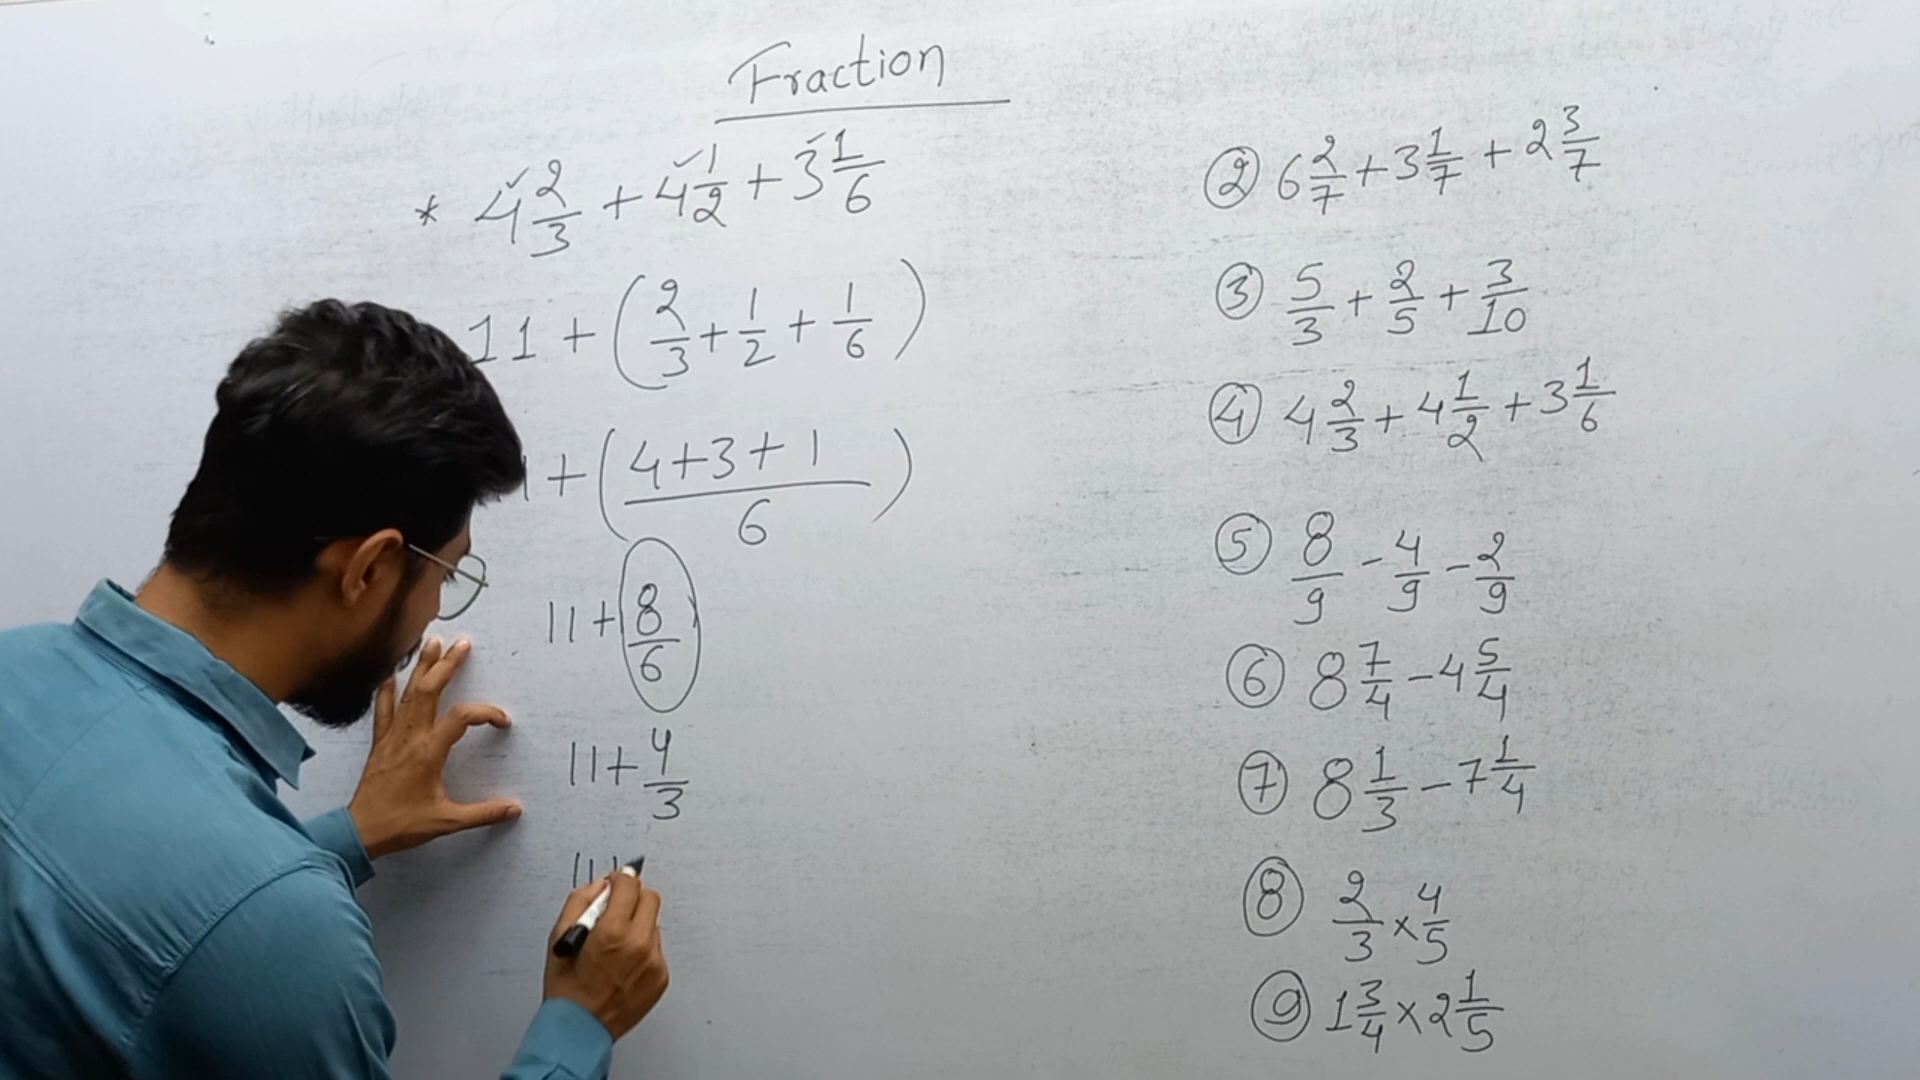 Fraction
* 4 2/3 + 4 1/2 + 3 1/6
11 + (2/3 + 1/2 + 1/6)
1 + (4+3+1/6)
11 + 8/6
11 + 4/3
11 +
② 6 2/7 + 3 1/7 + 2 3/7
③ 5/3 + 2/5 + 3/10
④ 4 2/3 + 4 1/2 + 3 1/6
⑤ 8/9 - 4/9 - 2/9
⑥ 8 7/4 - 4 5/4
⑦ 8 1/3 - 7 1/4
⑧ 2/3 × 4/5
⑨ 1 3/4 × 2 1/5